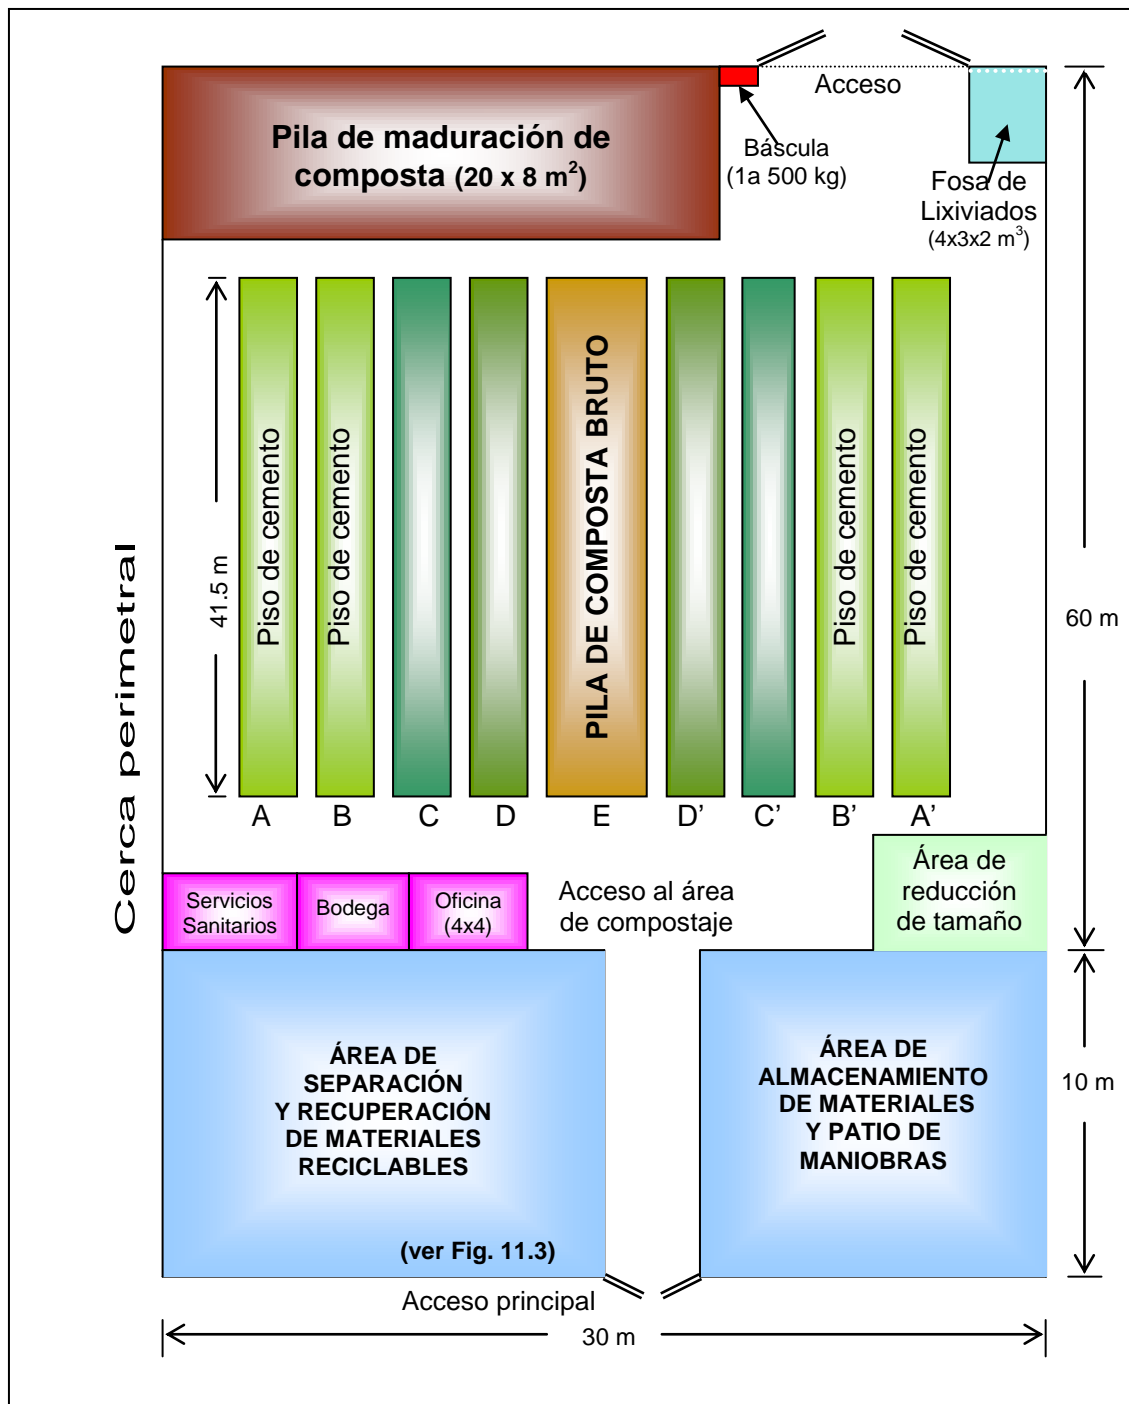 Acceso
Pila de maduración de
composta (20 x 8 m²)
Báscula
(1a 500 kg)
Fosa de
Lixiviados
(4x3x2 m³)
Cerca perimetral
41.5 m
Piso de cemento
Piso de cemento
PILA DE COMPOSTA BRUTO
Piso de cemento
Piso de cemento
60 m
A
B
C
D
E
D’
C’
B’
A’
Servicios
Sanitarios
Bodega
Oficina
(4x4)
Acceso al área
de compostaje
Área de
reducción
de tamaño
ÁREA DE
SEPARACIÓN
Y RECUPERACIÓN
DE MATERIALES
RECICLABLES
(ver Fig. 11.3)
ÁREA DE
ALMACENAMIENTO
DE MATERIALES
Y PATIO DE
MANIOBRAS
10 m
Acceso principal
30 m